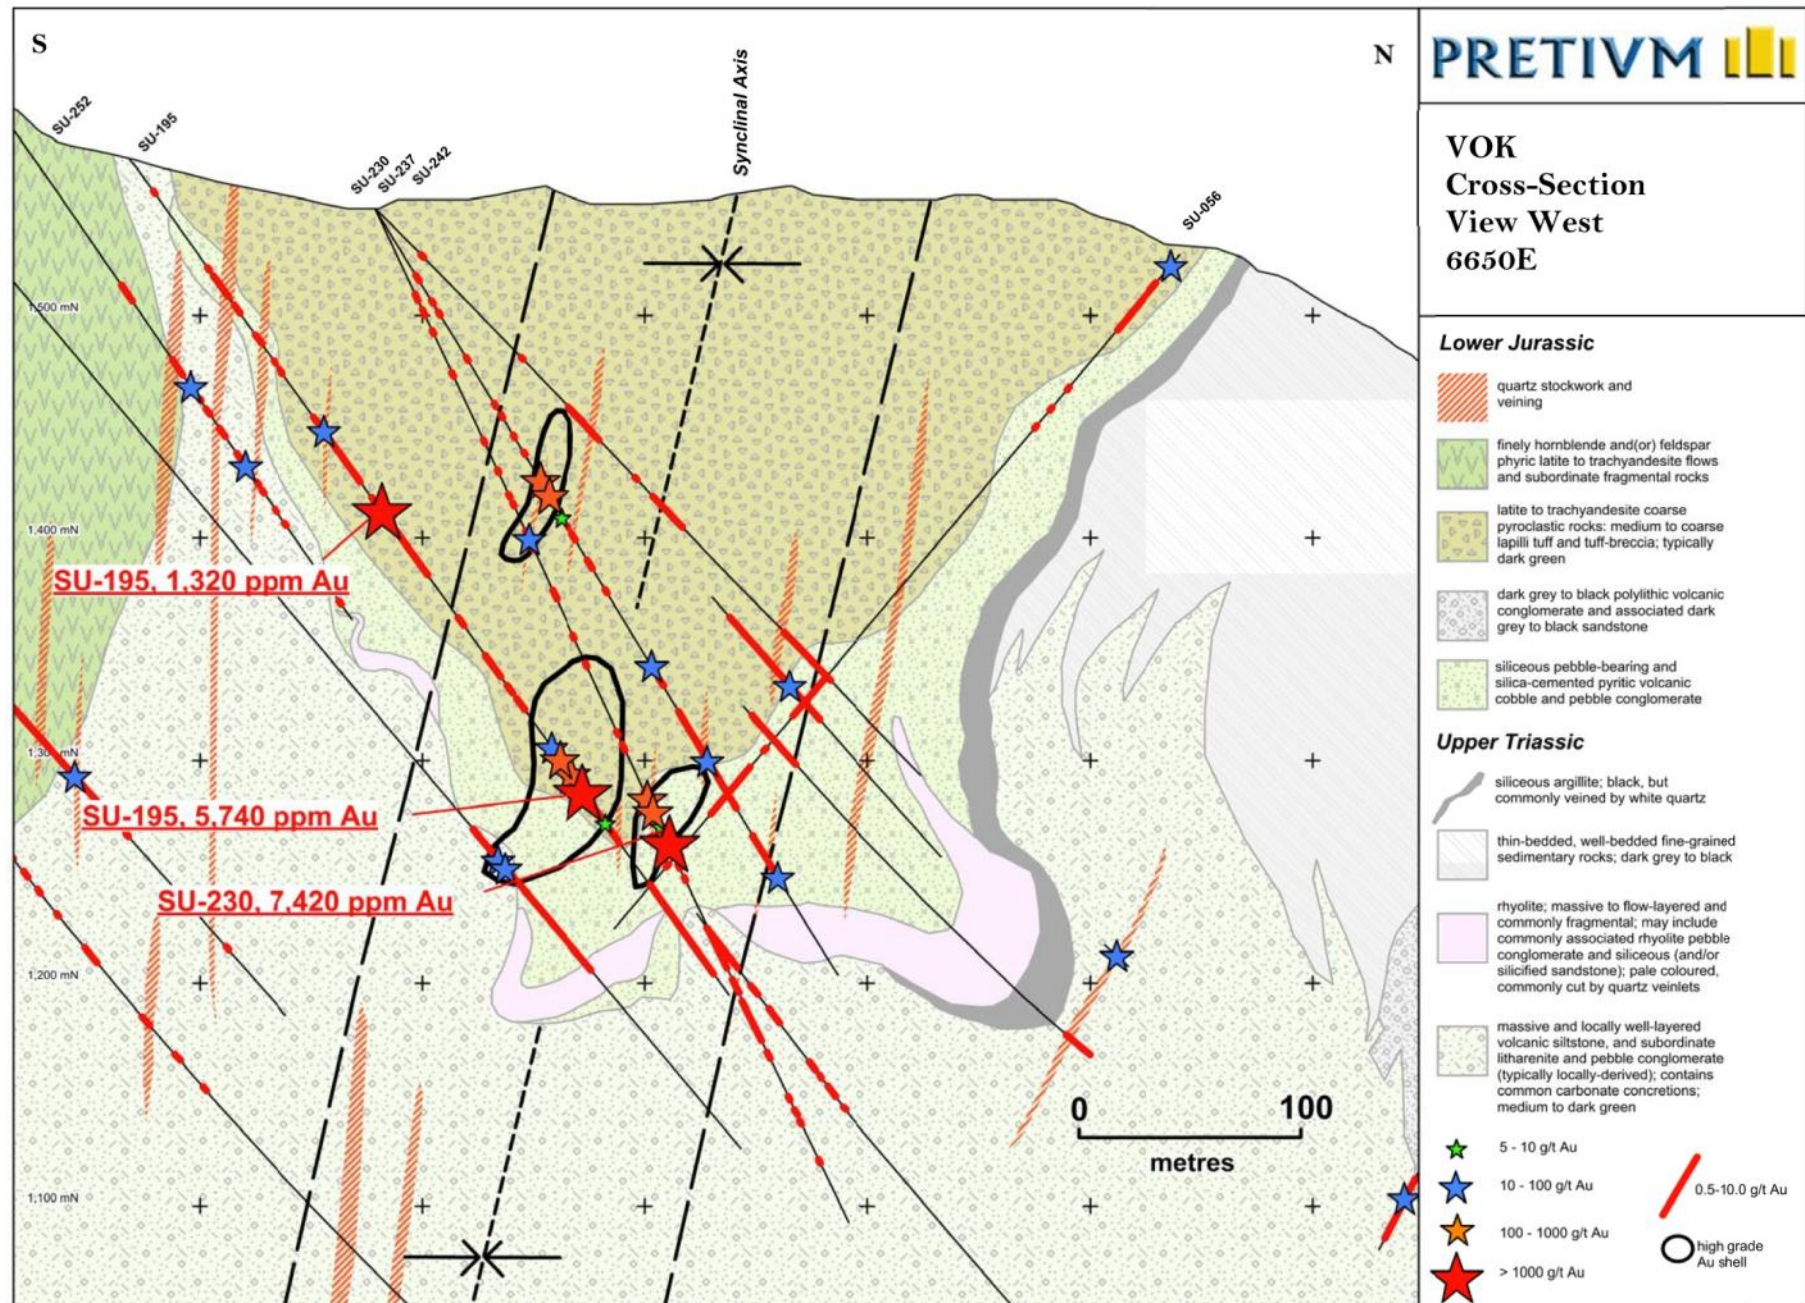 S
N
SU-252
SU-195
SU-230
SU-237
SU-242
Synclinal Axis
SU-056
1,500 mN
1,400 mN
SU-195, 1,320 ppm Au
1,300 mN
SU-195, 5,740 ppm Au
SU-230, 7,420 ppm Au
1,200 mN
1,100 mN
0 100
metres
PRETIVM
VOK
Cross-Section
View West
6650E
Lower Jurassic
quartz stockwork and
veining
finely hornblende and(or) feldspar
phyric latite to trachyandesite flows
and subordinate fragmental rocks
latite to trachyandesite coarse
pyroclastic rocks: medium to coarse
lapilli tuff and tuff-breccia; typically
dark green
dark grey to black polylithic volcanic
conglomerate and associated dark
grey to black sandstone
siliceous pebble-bearing and
silica-cemented pyritic volcanic
cobble and pebble conglomerate
Upper Triassic
siliceous argillite; black, but
commonly veined by white quartz
thin-bedded, well-bedded fine-grained
sedimentary rocks; dark grey to black
rhyolite; massive to flow-layered and
commonly fragmental; may include
commonly associated rhyolite pebble
conglomerate and siliceous (and/or
silicified sandstone); pale coloured,
commonly cut by quartz veinlets
massive and locally well-layered
volcanic siltstone, and subordinate
litharenite and pebble conglomerate
(typically locally-derived); contains
common carbonate concretions;
medium to dark green
5 - 10 g/t Au
10 - 100 g/t Au
100 - 1000 g/t Au
> 1000 g/t Au
0.5-10.0 g/t Au
high grade
Au shell